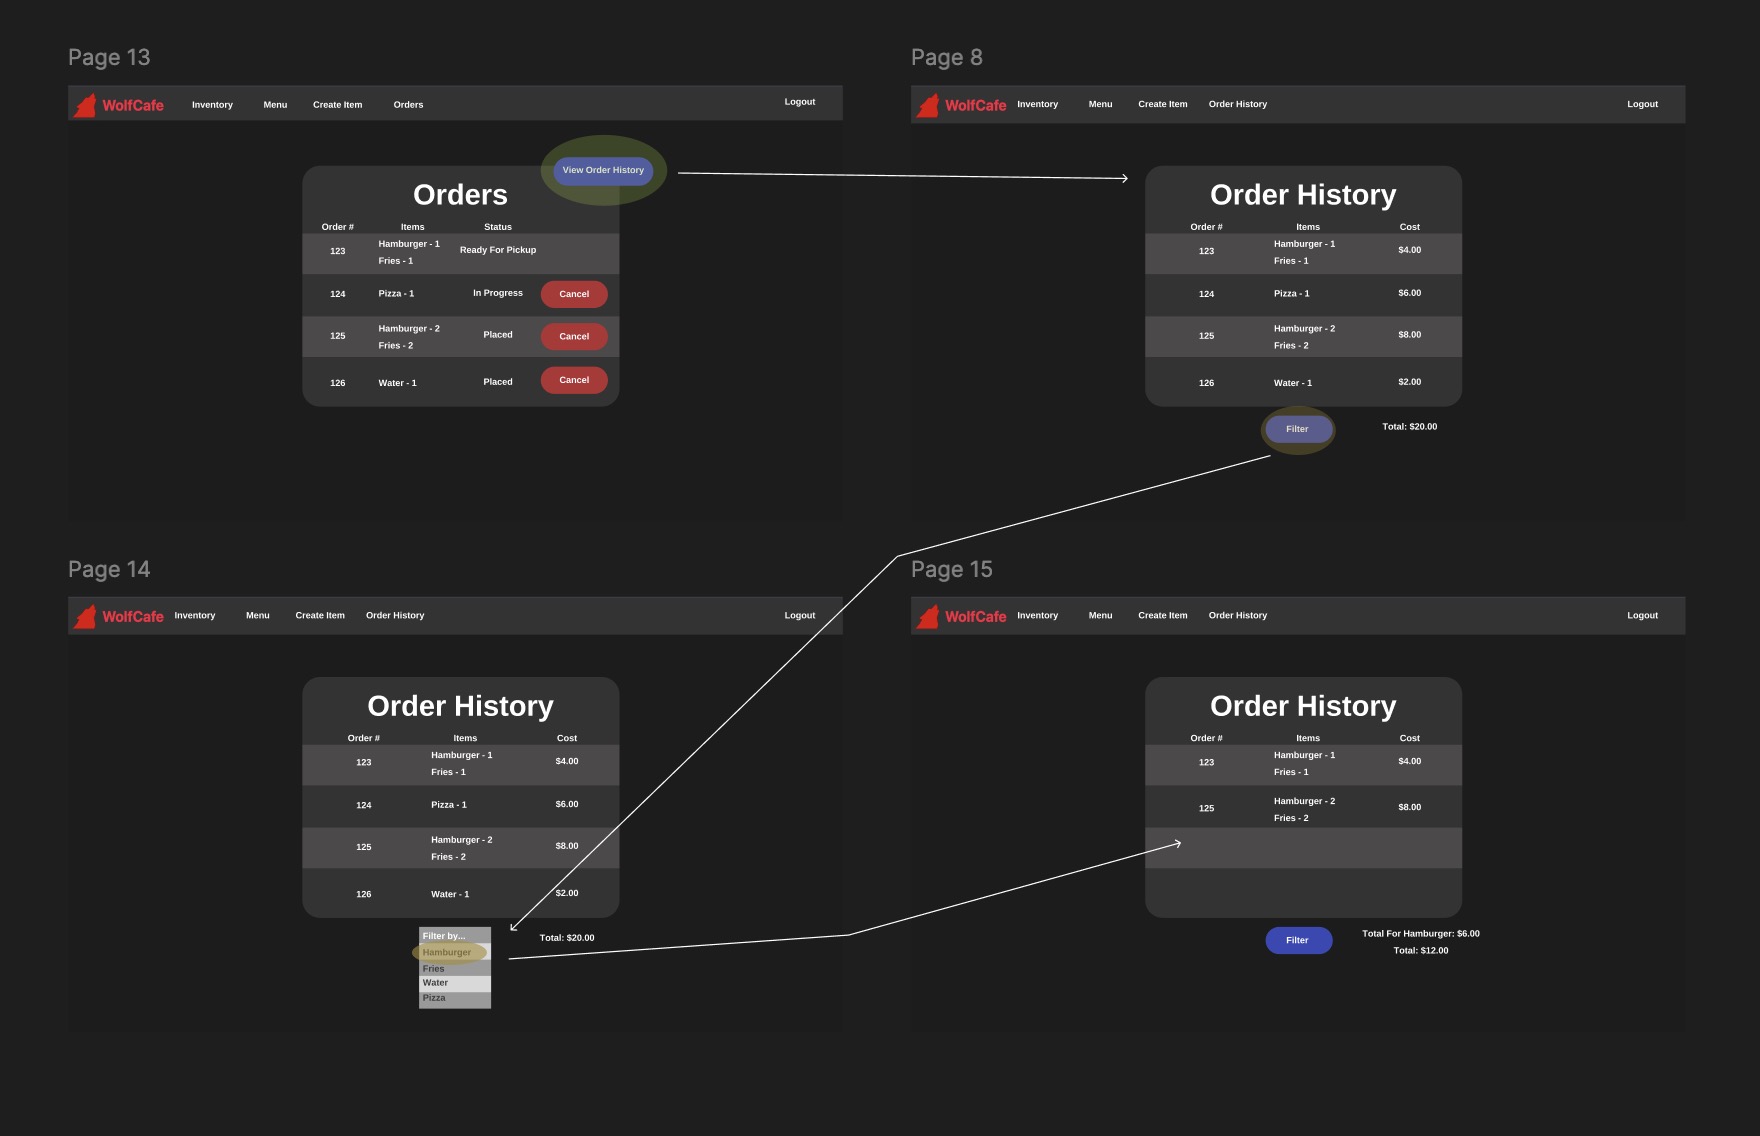 Page 13
WolfCafe Inventory Menu Create Item Orders Logout
View Order History
Orders
Order # Items Status
123 Hamburger - 1 Ready For Pickup
Fries - 1
124 Pizza - 1 In Progress Cancel
125 Hamburger - 2 Placed Cancel
Fries - 2
126 Water - 1 Placed Cancel
Page 8
WolfCafe Inventory Menu Create Item Order History Logout
Order History
Order # Items Cost
123 Hamburger - 1 $4.00
Fries - 1
124 Pizza - 1 $6.00
125 Hamburger - 2 $8.00
Fries - 2
126 Water - 1 $2.00
Filter Total: $20.00
Page 14
WolfCafe Inventory Menu Create Item Order History Logout
Order History
Order # Items Cost
123 Hamburger - 1 $4.00
Fries - 1
124 Pizza - 1 $6.00
125 Hamburger - 2 $8.00
Fries - 2
126 Water - 1 $2.00
Filter by... Total: $20.00
Hamburger
Fries
Water
Pizza
Page 15
WolfCafe Inventory Menu Create Item Order History Logout
Order History
Order # Items Cost
123 Hamburger - 1 $4.00
Fries - 1
125 Hamburger - 2 $8.00
Fries - 2
Filter Total For Hamburger: $6.00
Total: $12.00